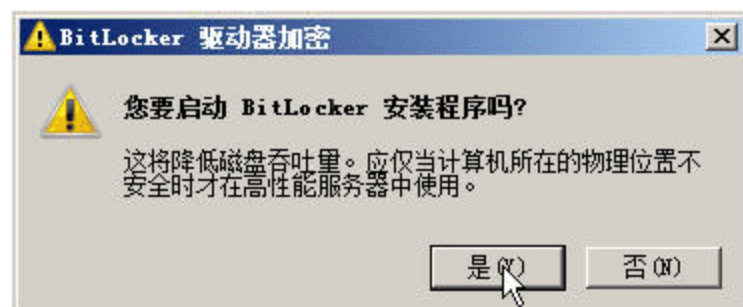 BitLocker 驱动器加密
您要启动 BitLocker 安装程序吗?
这将降低磁盘吞吐量。应仅当计算机所在的物理位置不
安全时才在高性能服务器中使用。
是(Y) 否(N)